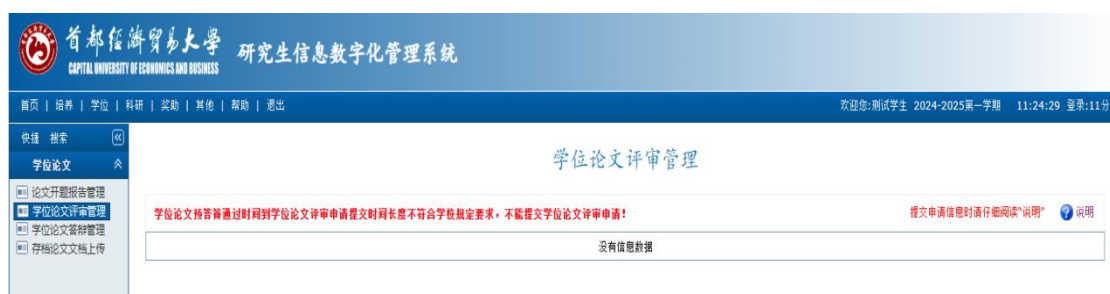 首都经济贸易大学 研究生信息数字化管理系统
CAPITAL UNIVERSITY OF ECONOMICS AND BUSINESS
首页 | 培养 | 学位 | 科研 | 奖助 | 其他 | 帮助 | 退出 欢迎您:测试学生 2024-2025第一学期 11:24:29 登录:11分
快捷 搜索
学位论文
学位论文评审管理
论文开题报告管理
学位论文评审管理
学位论文答辩管理
存档论文文档上传
学位论文预答辩通过时间到学位论文评审申请提交时间长度不符合学校规定要求，不能提交学位论文评审申请！ 提交申请信息时请仔细阅读"说明" 说明
没有信息数据